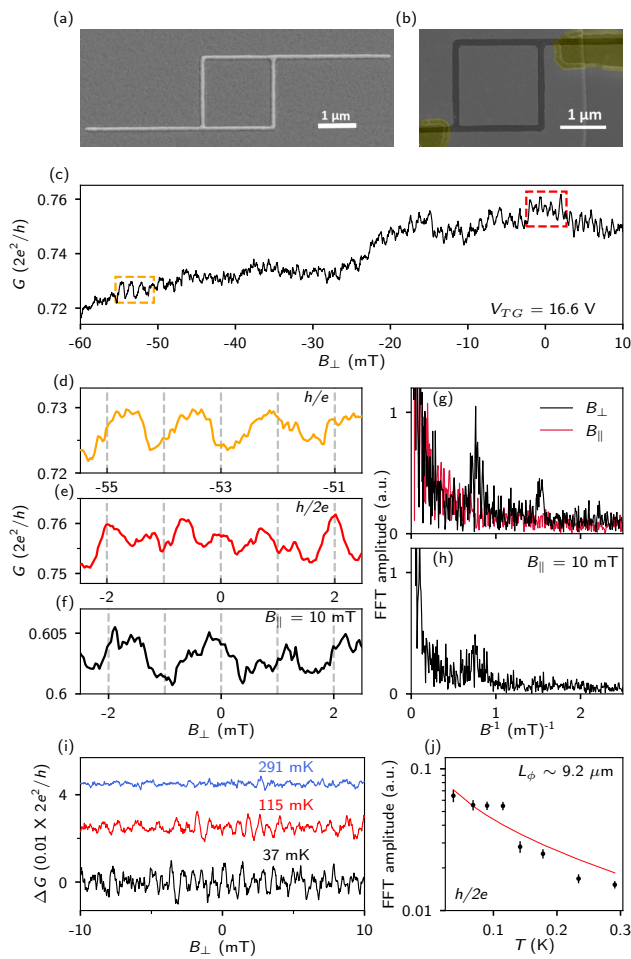 (a)
(b)
1 μm
1 μm
(c)
0.76
0.74
0.72
G (2e²/h)
V_TG = 16.6 V
-60 -50 -40 -30 -20 -10 0 10
B⊥ (mT)
(d)
h/e
0.73
0.72
-55 -53 -51
(e)
h/2e
0.76
0.75
G (2e²/h)
-2 0 2
(f)
B|| = 10 mT
0.605
0.6
-2 0 2
B⊥ (mT)
(g)
B⊥
B||
1
0
FFT amplitude (a.u.)
(h)
B|| = 10 mT
1
0
0 1 2
B⁻¹ (mT)⁻¹
(i)
291 mK
115 mK
37 mK
4
0
ΔG (0.01 X 2e²/h)
-10 -5 0 5 10
B⊥ (mT)
(j)
Lϕ ∼ 9.2 μm
0.1
0.01
FFT amplitude (a.u.)
h/2e
0 0.1 0.2 0.3
T (K)